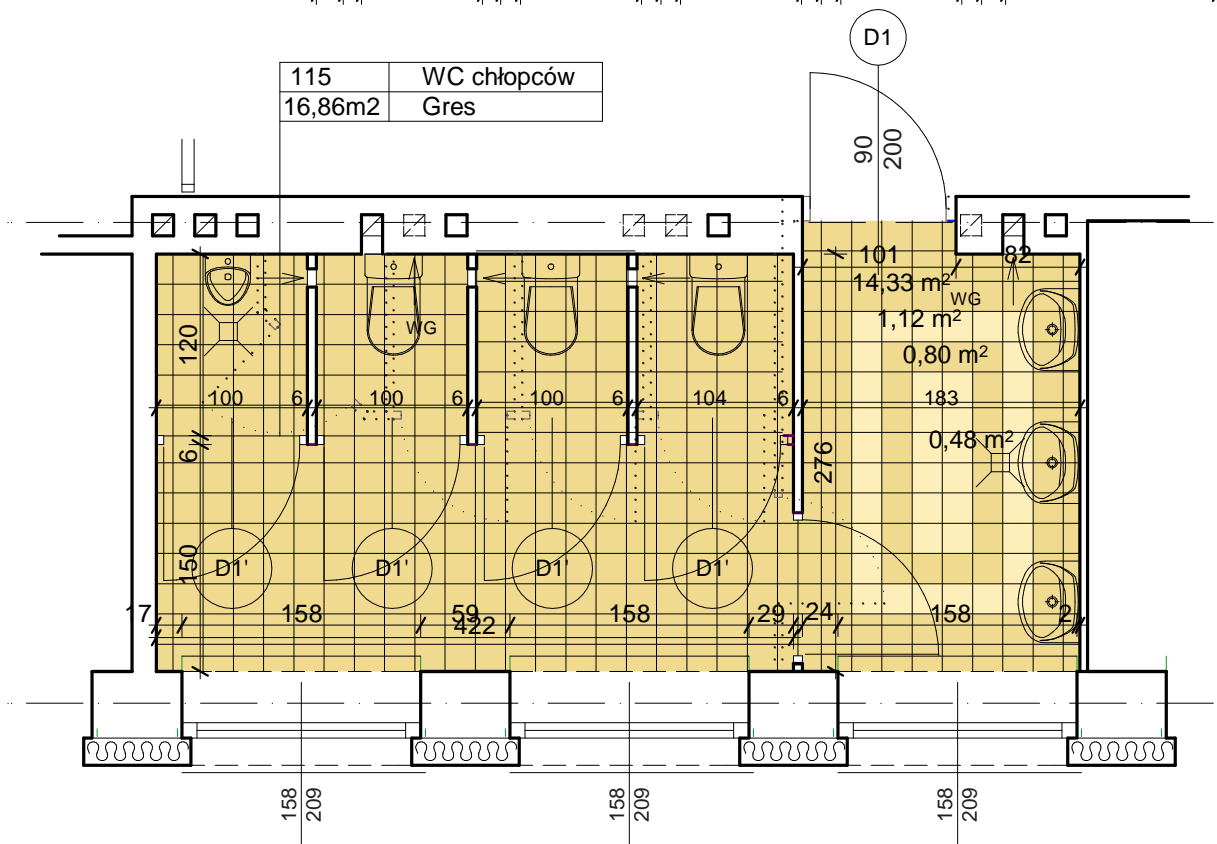 D1
115 WC chłopców
16,86m2 Gres
90
200
101 82
14,33 m²
WG
1,12 m²
WG
0,80 m²
120
100 6 100 6 100 6 104 6 183
0,48 m²
6
276
150
D1' D1' D1' D1'
17 158 59 158 29 24 158 2
422
158
209
158
209
158
209